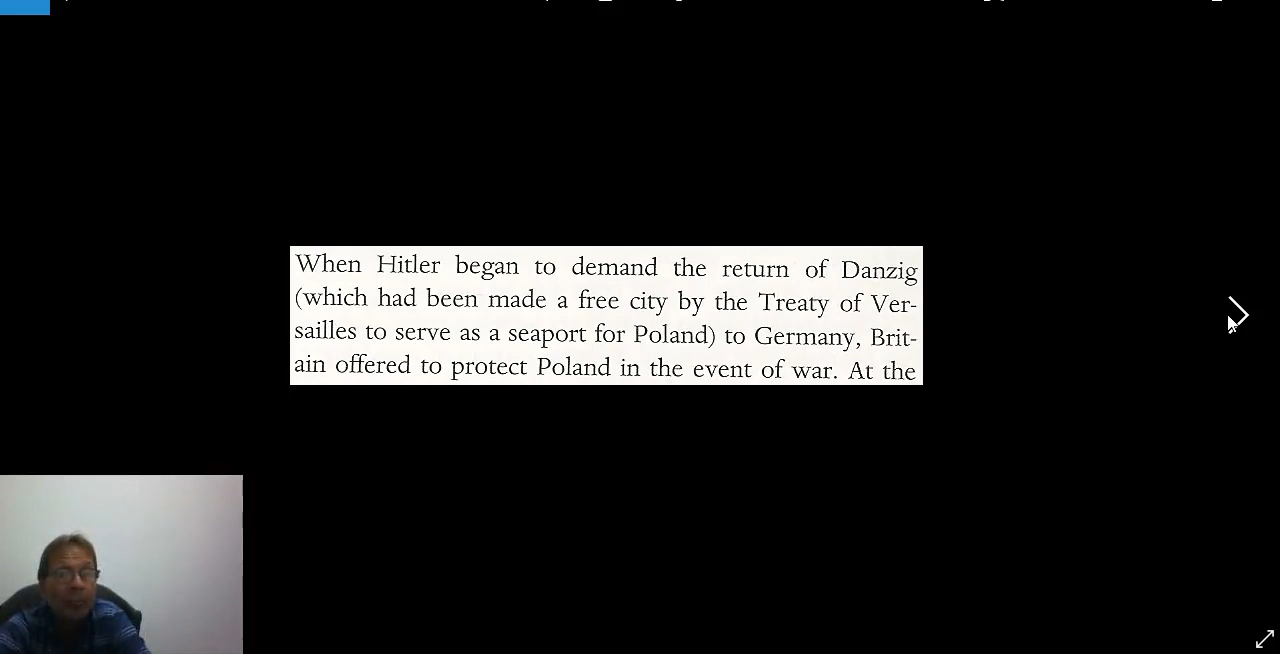 When Hitler began to demand the return of Danzig
(which had been made a free city by the Treaty of Ver-
sailles to serve as a seaport for Poland) to Germany, Brit-
ain offered to protect Poland in the event of war. At the